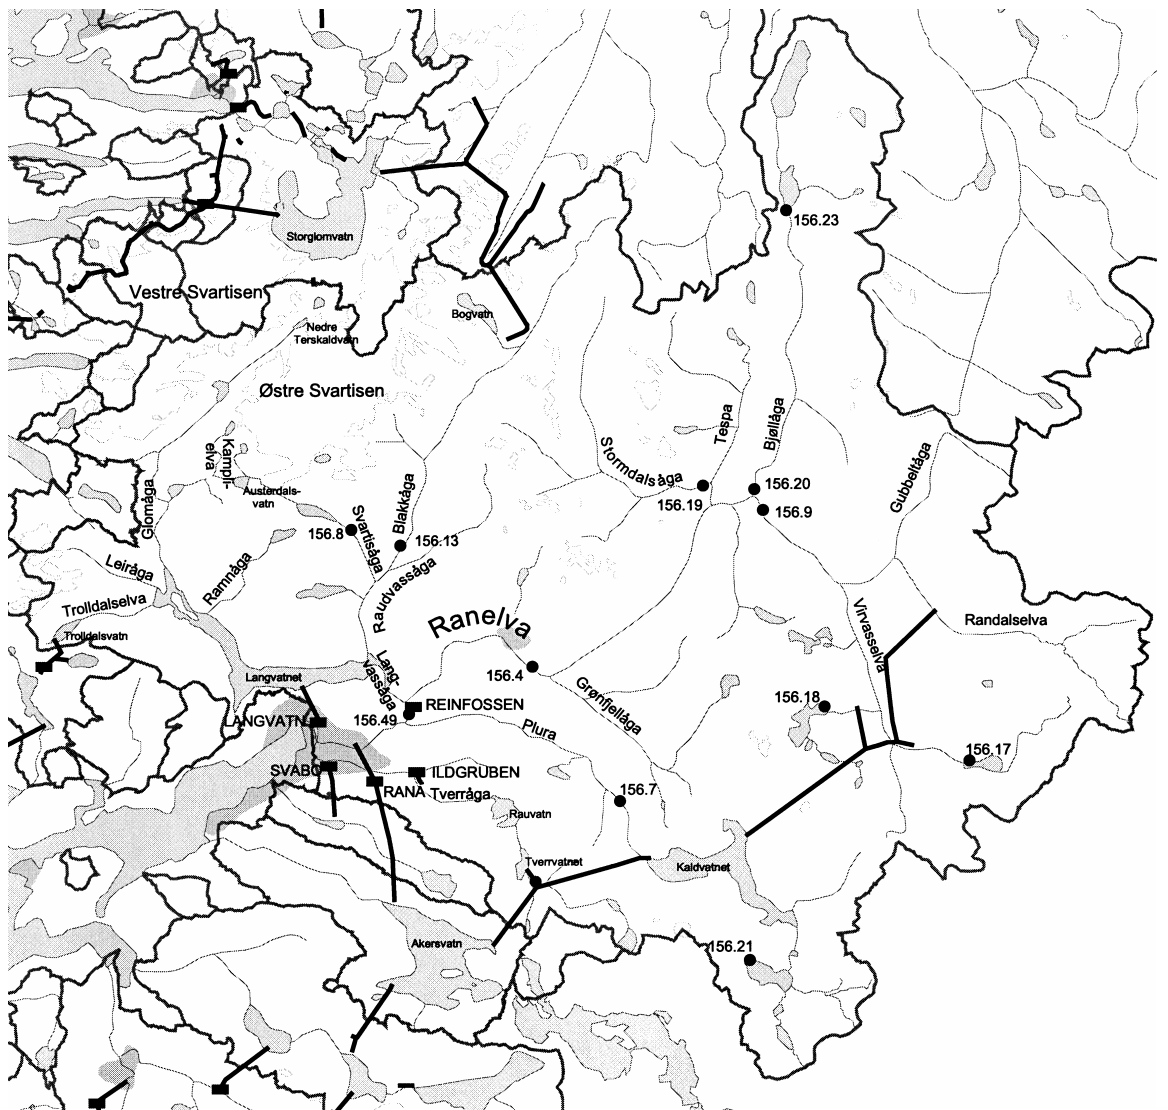 156.23
Storglomvatn
Vestre Svartisen
Bogvatn
Nedre
Terskaldvatn
Østre Svartisen
Tespa
Bjøllåga
Kampli-
elva
Stormdalsåga
Gubbeltåga
Austerdals-
vatn
Glomåga
156.20
156.19
156.9
Blakkåga
Svartisåga
156.8
156.13
Leiråga
Ramnåga
Raudvassåga
Trolldalselva
Trolldalsvatn
Ranelva
Virvasselva
Randalselva
Langvatnet
Lang-
vassåga
156.4
Grønfjellåga
156.18
REINFOSSEN
LANGVATN
156.49
Plura
156.17
SVABO
ILDGRUBEN
RANA
Tverråga
156.7
Rauvatn
Tverrvatnet
Kaldvatnet
Akersvatn
156.21